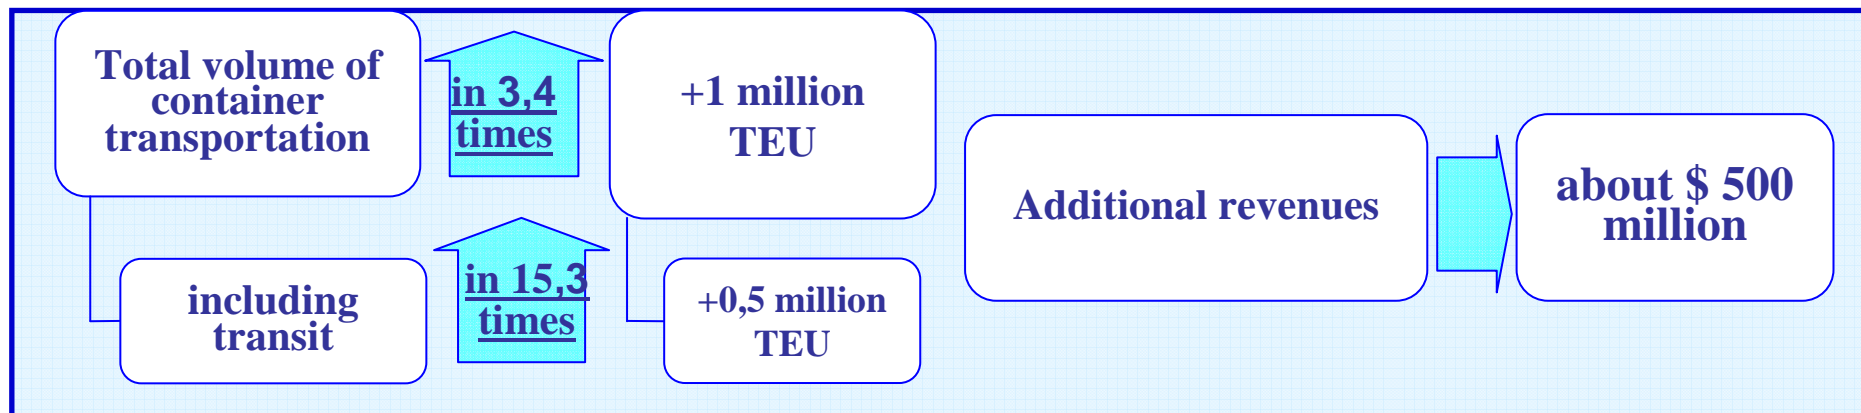 Total volume of
container
transportation
in 3,4
times
+1 million
TEU
including
transit
in 15,3
times
+0,5 million
TEU
Additional revenues
about $ 500
million